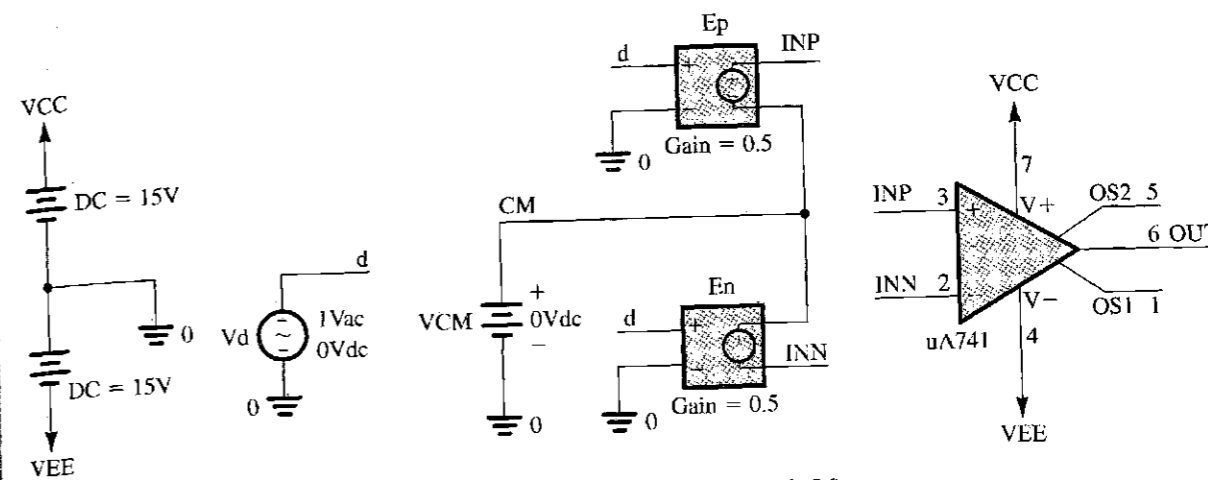 VCC
DC = 15V
0
DC = 15V
VEE
d
Vd
1Vac
0Vdc
0
Ep
d
INP
0
Gain = 0.5
CM
VCM
+
0Vdc
−
0
En
d
INN
0
Gain = 0.5
VCC
7
INP 3
+
V+
OS2 5
6 OUT
INN 2
V−
OS1 1
uA741
4
VEE